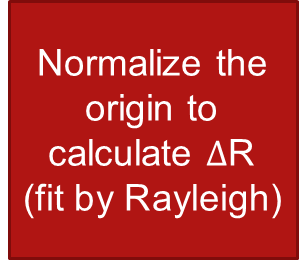 Normalize the
origin to
calculate ΔR
(fit by Rayleigh)